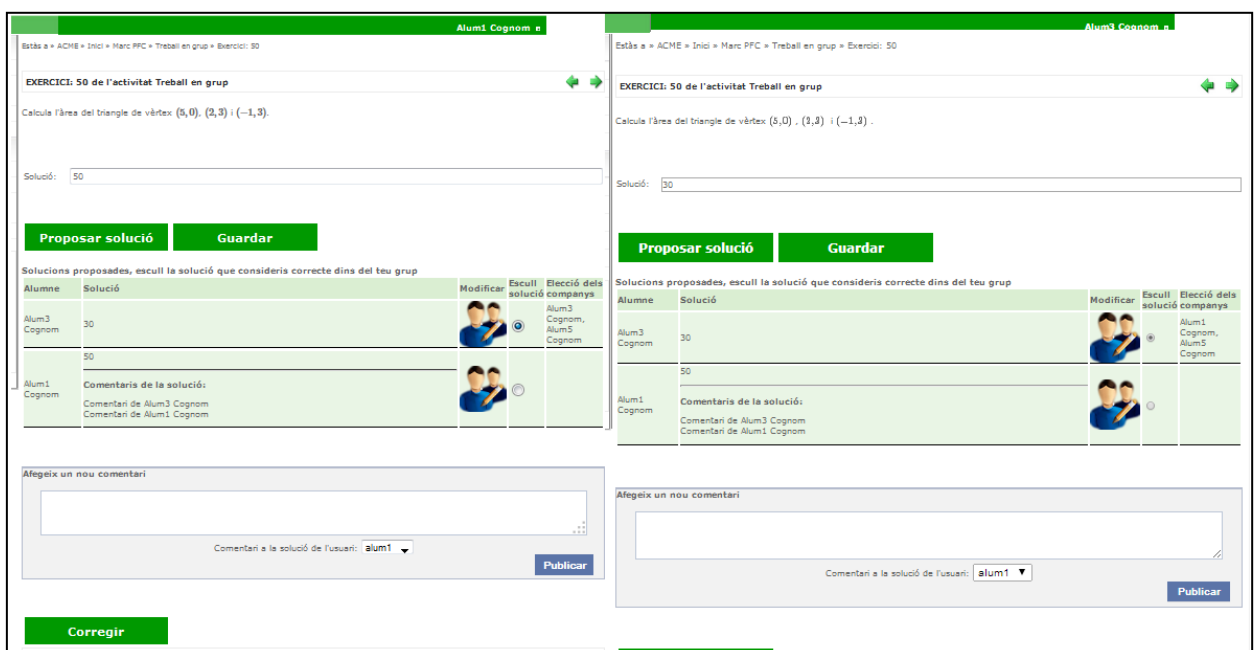 Alum1 Cognom
Estàs a » ACME » Inici » Marc PFC » Treball en grup » Exercici: 50
EXERCICI: 50 de l'activitat Treball en grup
Calcula l'àrea del triangle de vèrtex (5,0), (2,3) i (−1,3).
Solució: 50
Proposar solució Guardar
Solucions proposades, escull la solució que consideris correcte dins del teu grup
Alumne Solució Modificar Escull solució Elecció dels companys
Alum3 Cognom 30 Alum3 Cognom, Alum5 Cognom
Alum1 Cognom 50
Comentaris de la solució:
Comentari de Alum3 Cognom
Comentari de Alum1 Cognom
Afegeix un nou comentari
Comentari a la solució de l'usuari: alum1
Publicar
Corregir
Alum3 Cognom
Estàs a » ACME » Inici » Marc PFC » Treball en grup » Exercici: 50
EXERCICI: 50 de l'activitat Treball en grup
Calcula l'àrea del triangle de vèrtex (5,0) , (2,3) i (−1,3) .
Solució: 30
Proposar solució Guardar
Solucions proposades, escull la solució que consideris correcte dins del teu grup
Alumne Solució Modificar Escull solució Elecció dels companys
Alum3 Cognom 30 Alum1 Cognom, Alum5 Cognom
Alum1 Cognom 50
Comentaris de la solució:
Comentari de Alum3 Cognom
Comentari de Alum1 Cognom
Afegeix un nou comentari
Comentari a la solució de l'usuari: alum1
Publicar